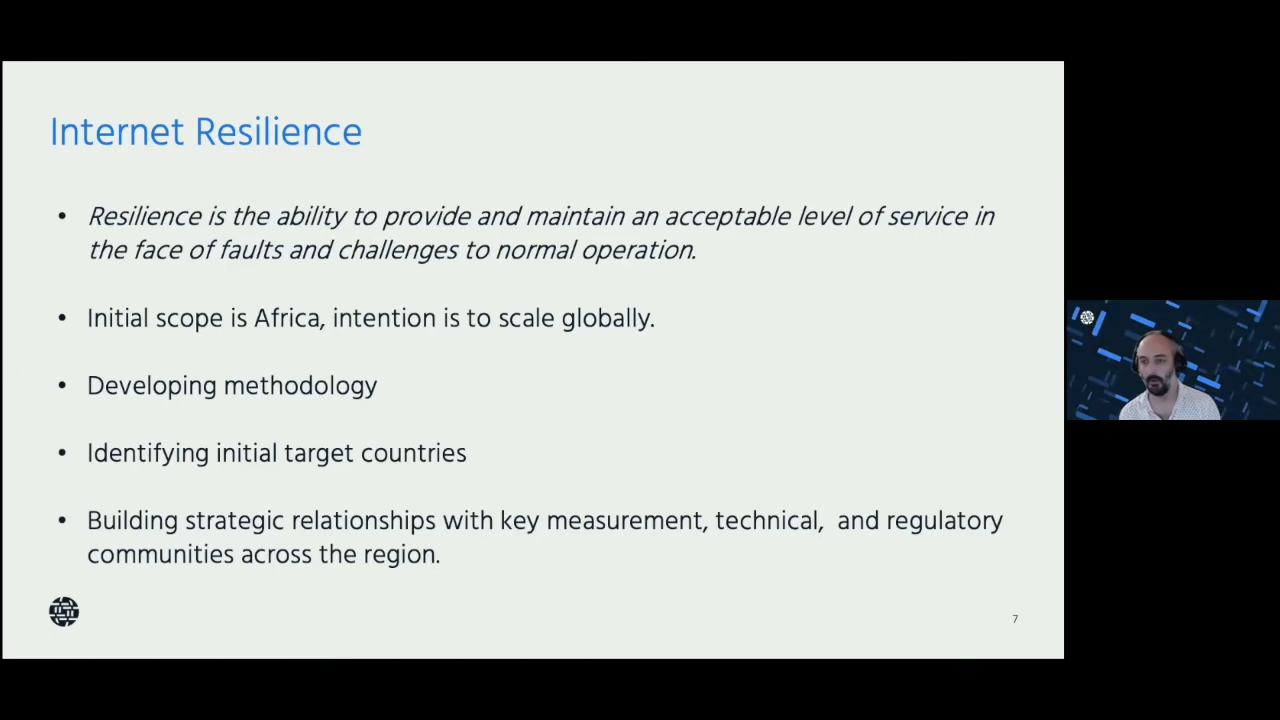 Internet Resilience
• Resilience is the ability to provide and maintain an acceptable level of service in
the face of faults and challenges to normal operation.
• Initial scope is Africa, intention is to scale globally.
• Developing methodology
• Identifying initial target countries
• Building strategic relationships with key measurement, technical,  and regulatory
communities across the region.
7